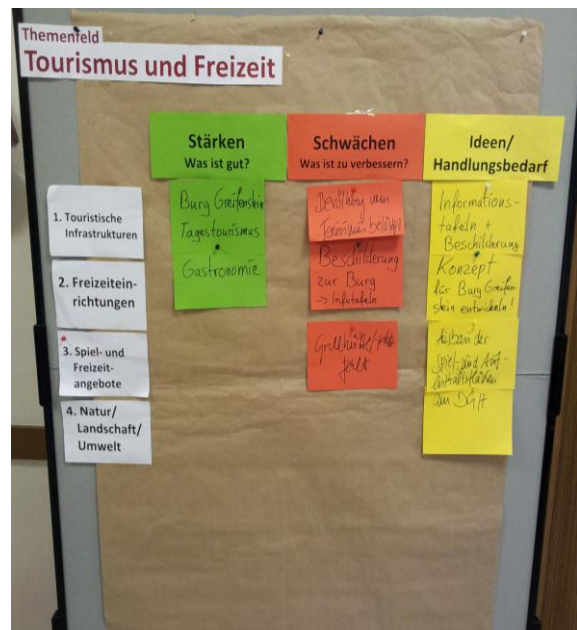 Themenfeld
Tourismus und Freizeit
Stärken
Was ist gut?
Schwächen
Was ist zu verbessern?
Ideen/
Handlungsbedarf
1. Touristische
Infrastrukturen
2. Freizeitein-
richtungen
3. Spiel- und
Freizeit-
angebote
4. Natur/
Landschaft/
Umwelt
Burg Greifenstein
Tagestourismus
Gastronomie
Beschilderung
zur Burg
→ Infotafeln
Grillhütte/
fehlt
Informations-
tafeln +
Beschilderung
Konzept
für Burg Greifen
stein entwickeln!
Ausbau der
Spiel- und Auf-
enthaltsflächen
am DGH